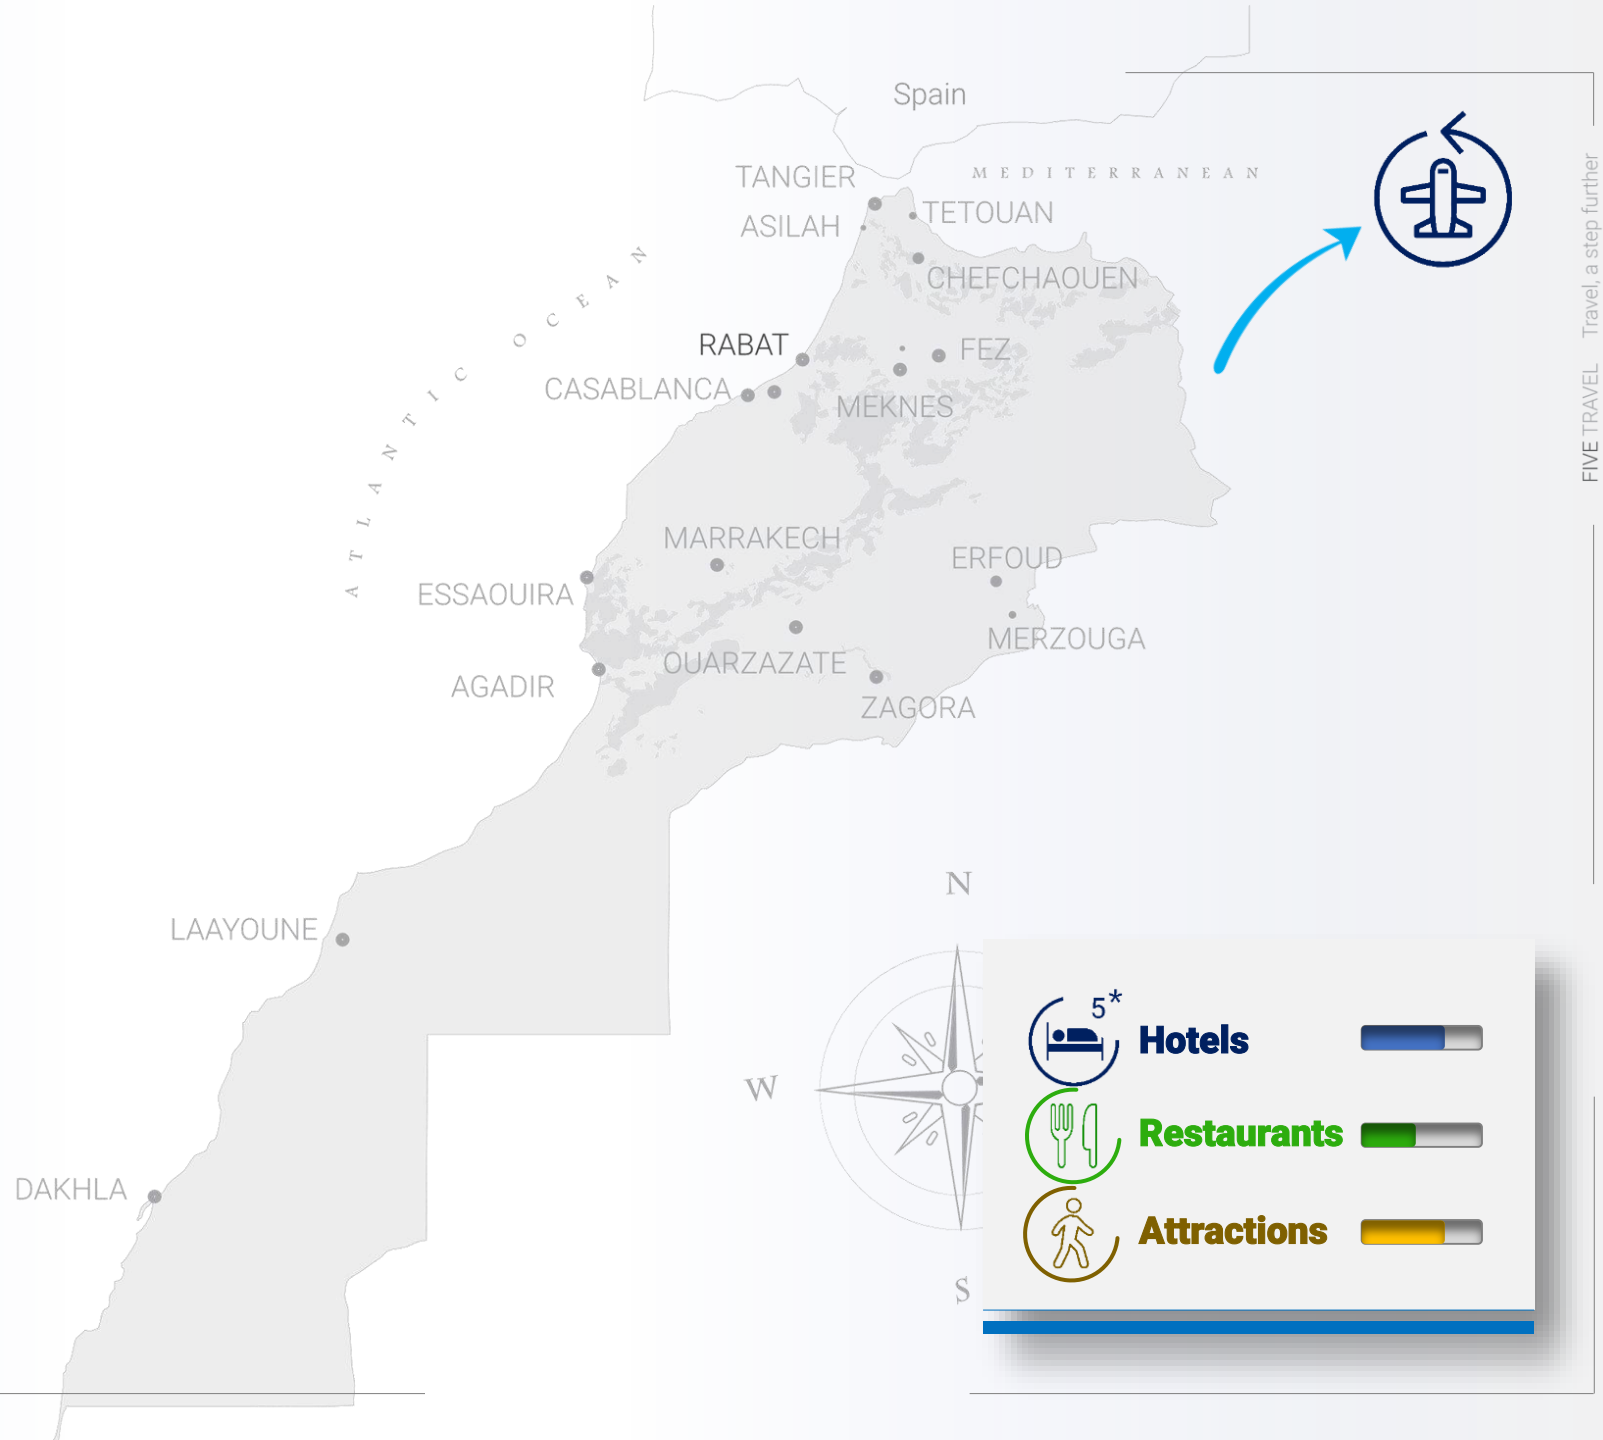 Spain
TANGIER
MEDITERRANEAN
TETOUAN
ASILAH
CHEFCHAOUEN
ATLANTIC OCEAN
RABAT
FEZ
CASABLANCA
MEKNES
MARRAKECH
ERFOUD
ESSAOUIRA
MERZOUGA
OUARZAZATE
AGADIR
ZAGORA
LAAYOUNE
DAKHLA
N
W
S
5*
Hotels
Restaurants
Attractions
FIVE TRAVEL Travel, a step further